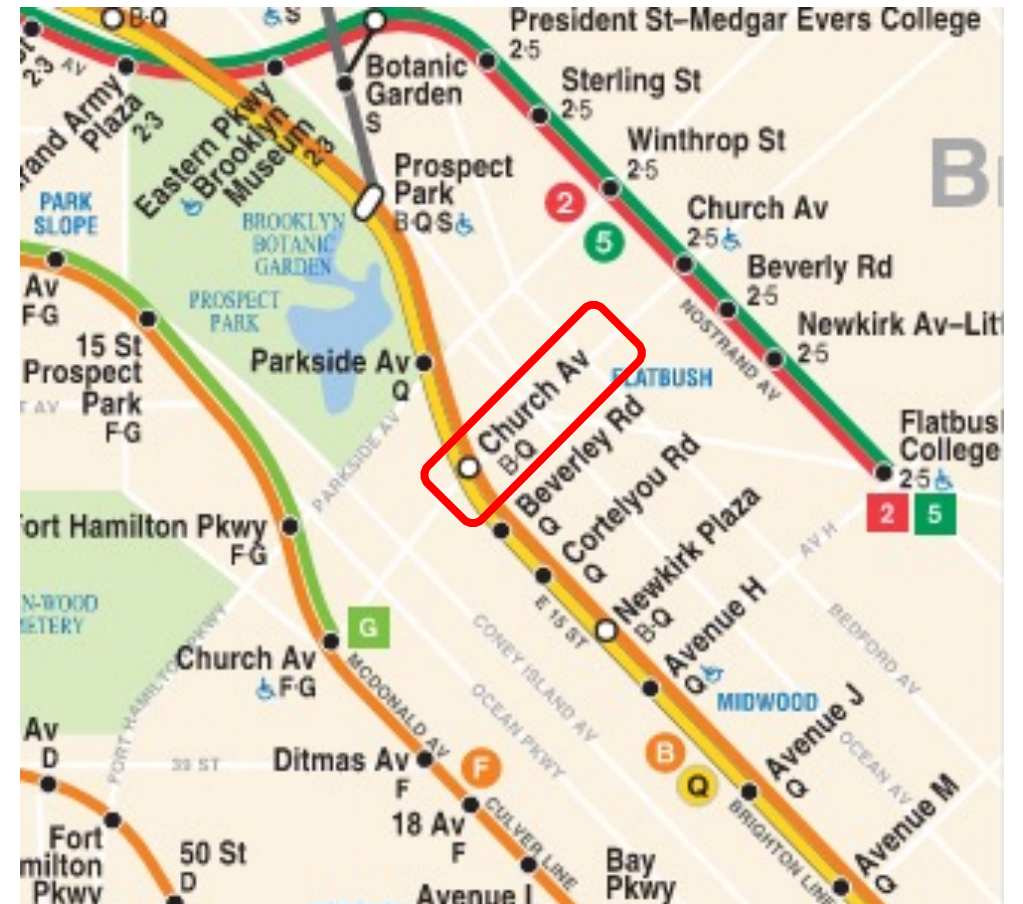 B·Q
S
President St–Medgar Evers College
2·5
2·3
AV
Botanic
Garden
S
Sterling St
2·5
Grand Army
Plaza
2·3
Eastern Pkwy
Brooklyn
Museum
2·3
Winthrop St
2·5
Prospect
Park
B·Q·S
2
5
PARK
SLOPE
Church Av
2·5
BROOKLYN
BOTANIC
GARDEN
Beverly Rd
2·5
Av
F·G
PROSPECT
PARK
NOSTRAND AV
Newkirk Av–Litt
2·5
15 St
Prospect
Park
F·G
Parkside Av
Q
Church Av
B·Q
FLATBUSH
AV
PARKSIDE AV
Beverley Rd
Q
Cortelyou Rd
Q
Flatbush
College
2·5
2 5
Fort Hamilton Pkwy
F·G
Newkirk Plaza
B·Q
AV H
E 15 ST
Avenue H
Q
N-WOOD
METERY
FORT HAMILTON PKWY
G
Church Av
F·G
MCDONALD AV
CONEY ISLAND AV
OCEAN PKWY
BEDFORD AV
MIDWOOD
OCEAN AV
Av
D
39 ST
Ditmas Av
F
F
B
Q
Avenue J
Q
18 Av
F
CULVER LINE
BRIGHTON LINE
Avenue M
Q
Fort
milton
Pkwy
50 St
D
Bay
Pkwy
Avenue I